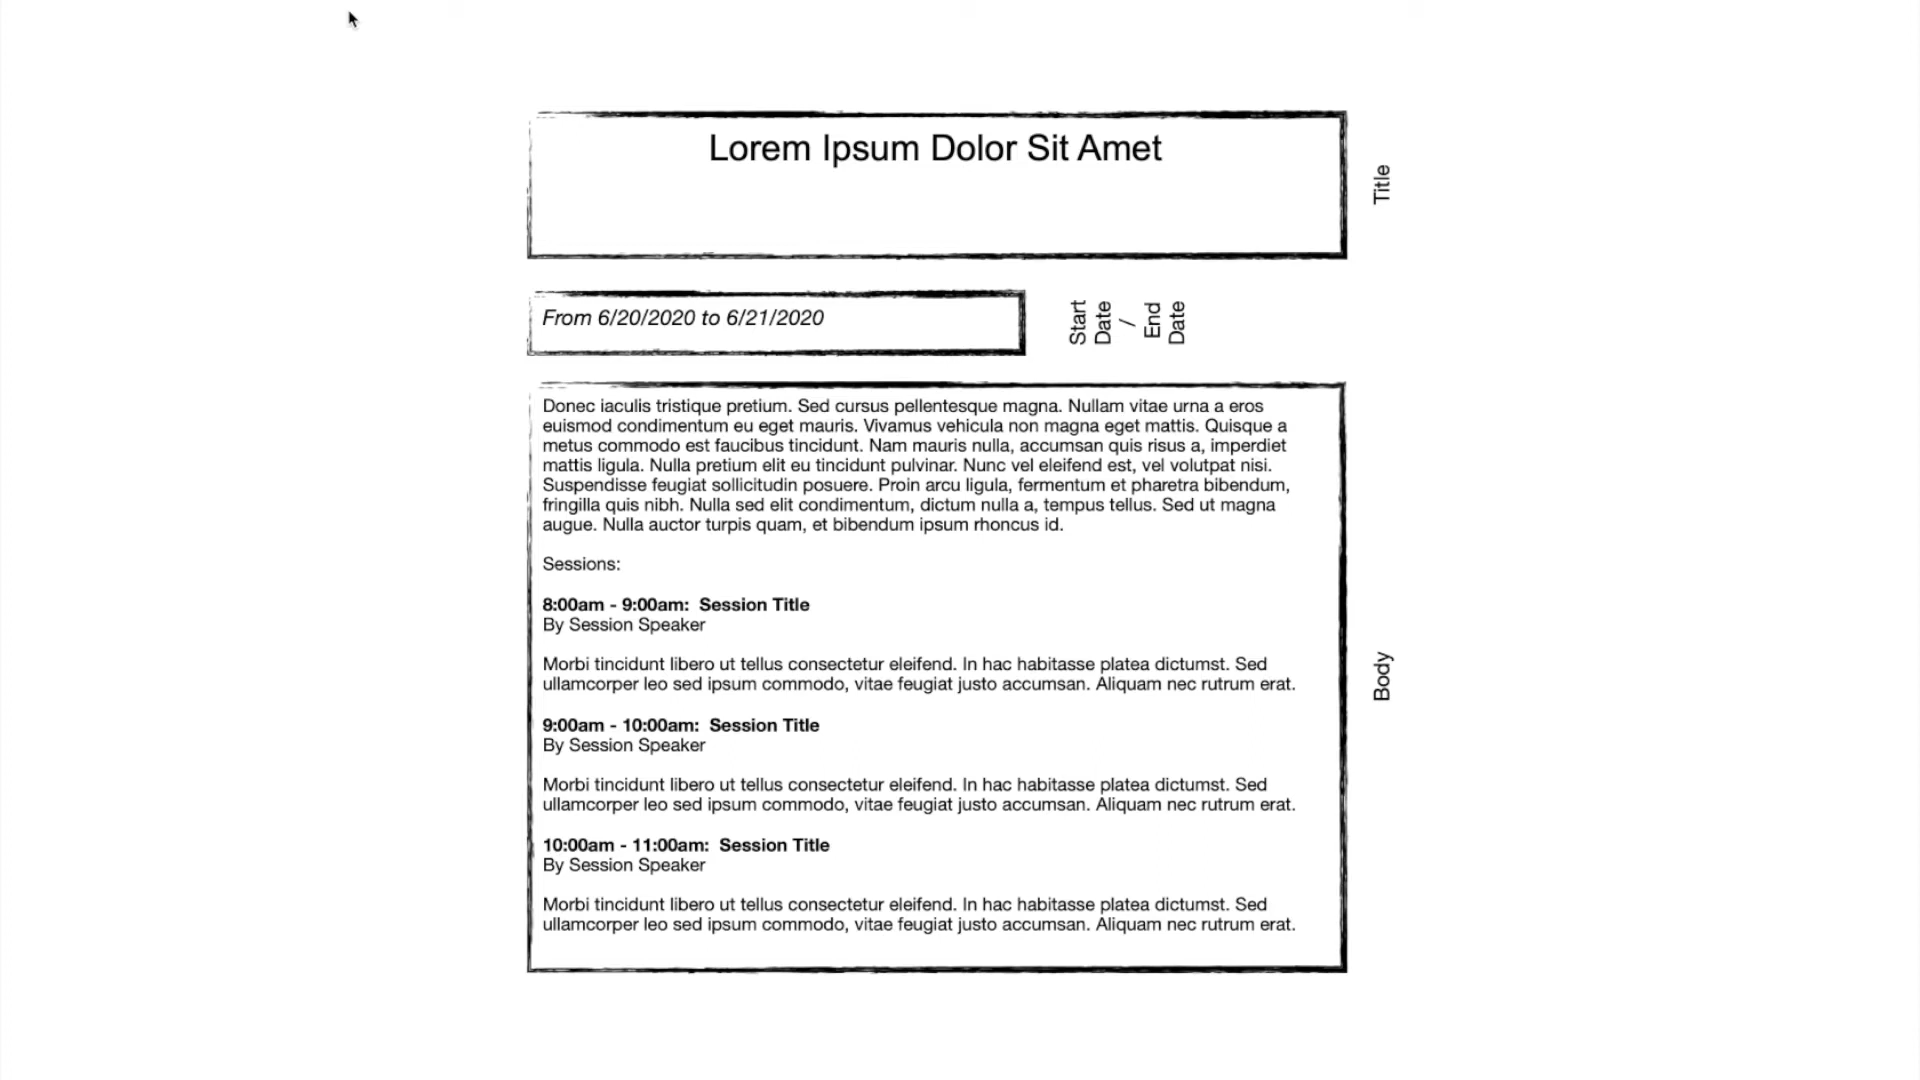 Lorem Ipsum Dolor Sit Amet
Title
From 6/20/2020 to 6/21/2020
Start
Date
/
End
Date
Donec iaculis tristique pretium. Sed cursus pellentesque magna. Nullam vitae urna a eros
euismod condimentum eu eget mauris. Vivamus vehicula non magna eget mattis. Quisque a
metus commodo est faucibus tincidunt. Nam mauris nulla, accumsan quis risus a, imperdiet
mattis ligula. Nulla pretium elit eu tincidunt pulvinar. Nunc vel eleifend est, vel volutpat nisi.
Suspendisse feugiat sollicitudin posuere. Proin arcu ligula, fermentum et pharetra bibendum,
fringilla quis nibh. Nulla sed elit condimentum, dictum nulla a, tempus tellus. Sed ut magna
augue. Nulla auctor turpis quam, et bibendum ipsum rhoncus id.
Sessions:
8:00am - 9:00am:  Session Title
By Session Speaker
Morbi tincidunt libero ut tellus consectetur eleifend. In hac habitasse platea dictumst. Sed
ullamcorper leo sed ipsum commodo, vitae feugiat justo accumsan. Aliquam nec rutrum erat.
9:00am - 10:00am:  Session Title
By Session Speaker
Morbi tincidunt libero ut tellus consectetur eleifend. In hac habitasse platea dictumst. Sed
ullamcorper leo sed ipsum commodo, vitae feugiat justo accumsan. Aliquam nec rutrum erat.
10:00am - 11:00am:  Session Title
By Session Speaker
Morbi tincidunt libero ut tellus consectetur eleifend. In hac habitasse platea dictumst. Sed
ullamcorper leo sed ipsum commodo, vitae feugiat justo accumsan. Aliquam nec rutrum erat.
Body